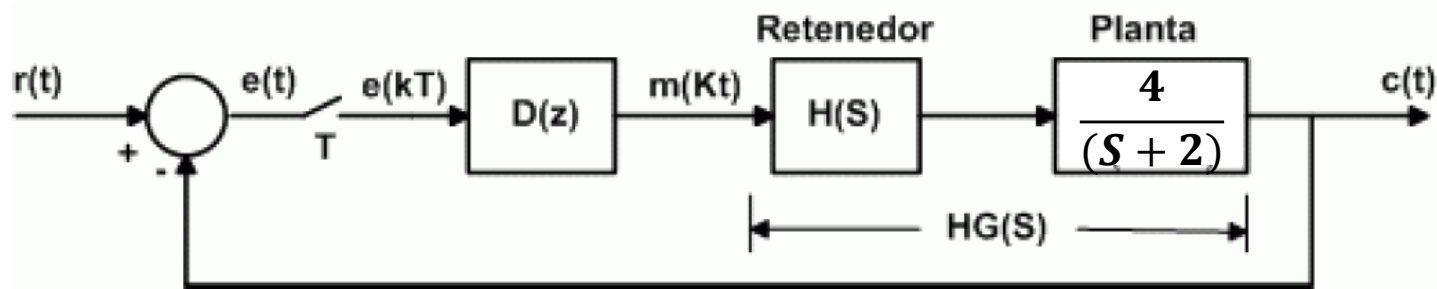 Retenedor Planta
r(t) e(t) e(kT) D(z) m(Kt) H(S) 4 c(t)
(S + 2)
+ - T
HG(S)